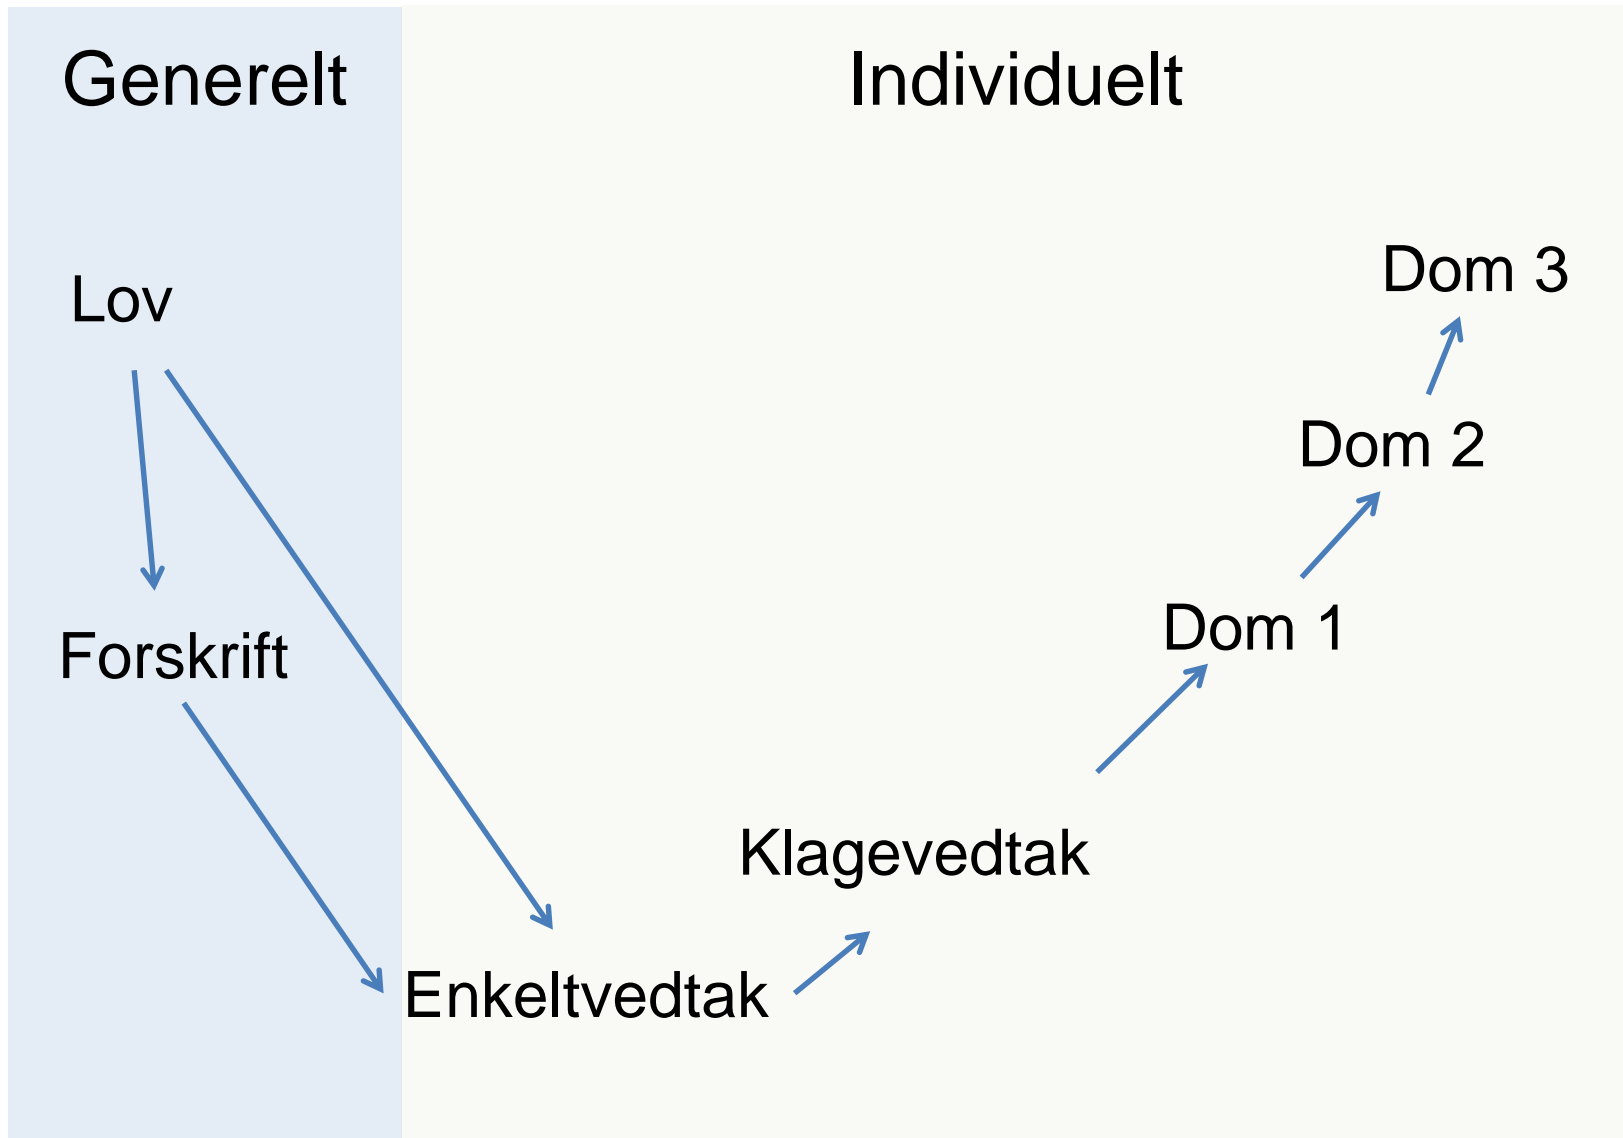 Generelt
Individuelt
Lov
Dom 3
Dom 2
Forskrift
Dom 1
Klagevedtak
Enkeltvedtak